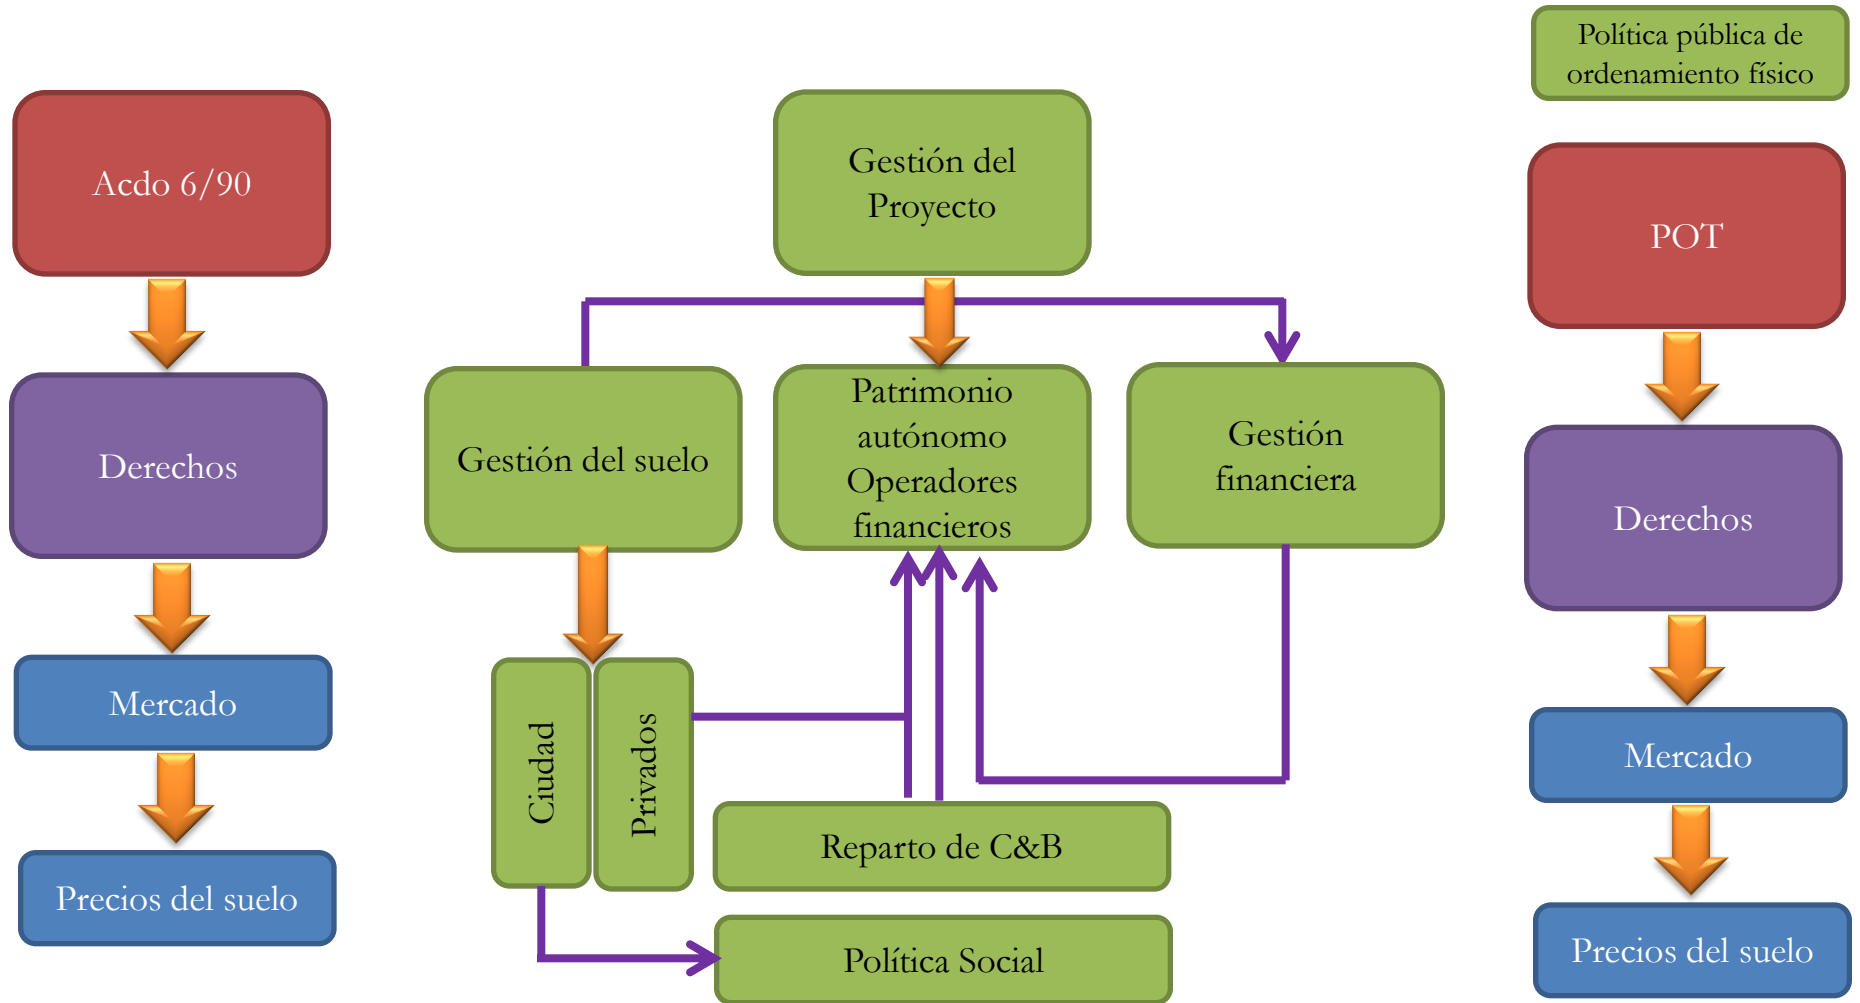 Acdo 6/90
Derechos
Mercado
Precios del suelo
Gestión del
Proyecto
Gestión del suelo
Patrimonio
autónomo
Operadores
financieros
Gestión
financiera
Ciudad
Privados
Reparto de C&B
Política Social
Política pública de
ordenamiento físico
POT
Derechos
Mercado
Precios del suelo